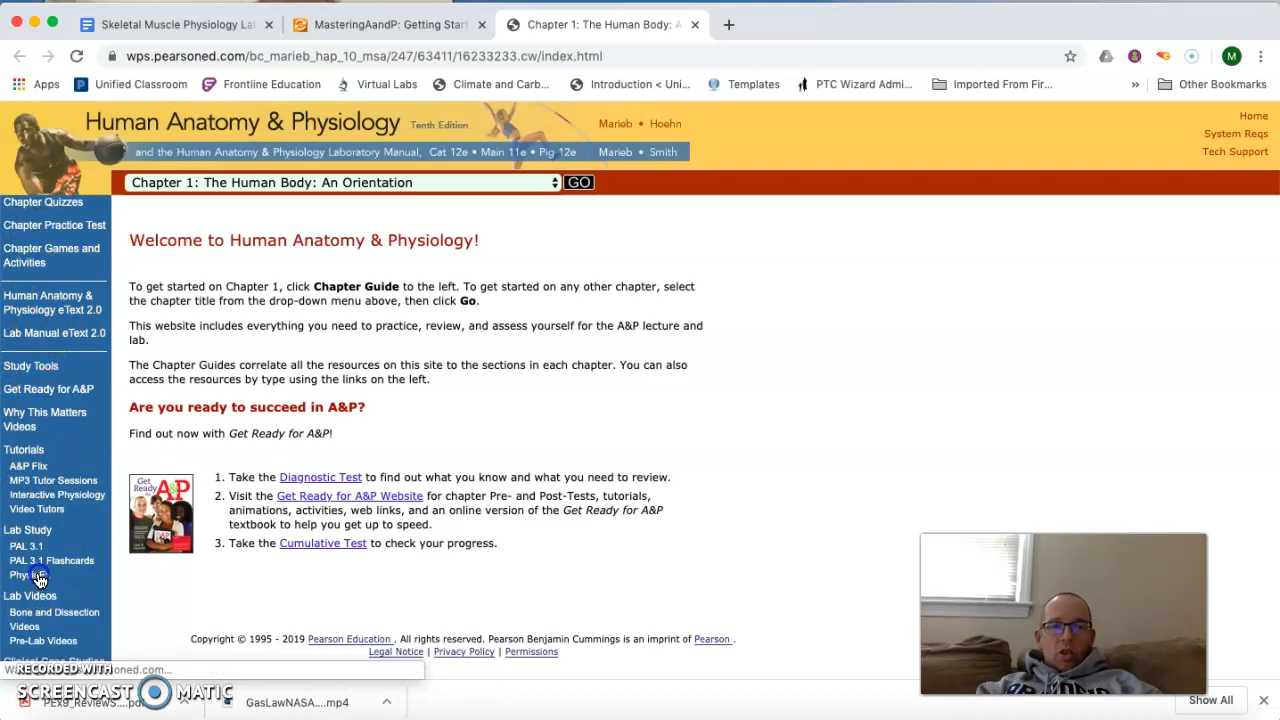 Skeletal Muscle Physiology La
MasteringAandP: Getting Start
Chapter 1: The Human Body: A
wps.pearsoned.com/bc_marieb_hap_10_msa/247/63411/16233233.cw/index.html
M
Apps
Unified Classroom
Frontline Education
Virtual Labs
Climate and Carb...
Introduction < Uni...
Templates
PTC Wizard Admi...
Imported From Fir...
»
Other Bookmarks
Human Anatomy & Physiology Tenth Edition
Marieb • Hoehn
and the Human Anatomy & Physiology Laboratory Manual, Cat 12e • Main 11e • Pig 12e Marieb • Smith
Home
System Reqs
Tech Support
Chapter 1: The Human Body: An Orientation
GO
Chapter Quizzes
Chapter Practice Test
Chapter Games and
Activities
Human Anatomy &
Physiology eText 2.0
Lab Manual eText 2.0
Study Tools
Get Ready for A&P
Why This Matters
Videos
Tutorials
A&P Flix
MP3 Tutor Sessions
Interactive Physiology
Video Tutors
Lab Study
PAL 3.1
PAL 3.1 Flashcards
Lab Videos
Bone and Dissection
Videos
Pre-Lab Videos
Clinical Case Studies
Welcome to Human Anatomy & Physiology!
To get started on Chapter 1, click Chapter Guide to the left. To get started on any other chapter, select
the chapter title from the drop-down menu above, then click Go.
This website includes everything you need to practice, review, and assess yourself for the A&P lecture and
lab.
The Chapter Guides correlate all the resources on this site to the sections in each chapter. You can also
access the resources by type using the links on the left.
Are you ready to succeed in A&P?
Find out now with Get Ready for A&P!
Get
Ready for
A&P
1. Take the Diagnostic Test to find out what you know and what you need to review.
2. Visit the Get Ready for A&P Website for chapter Pre- and Post-Tests, tutorials,
animations, activities, web links, and an online version of the Get Ready for A&P
textbook to help you get up to speed.
3. Take the Cumulative Test to check your progress.
Copyright © 1995 - 2019 Pearson Education . All rights reserved. Pearson Benjamin Cummings is an imprint of Pearson .
Legal Notice | Privacy Policy | Permissions
RECORDED WITH
SCREENCAST MATIC
GasLawNASA....mp4
Show All